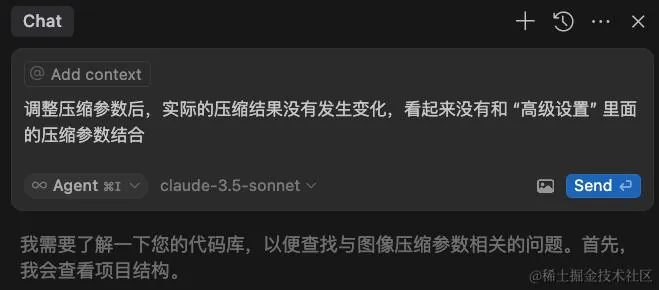 Chat
@ Add context
调整压缩参数后，实际的压缩结果没有发生变化，看起来没有和 “高级设置” 里面
的压缩参数结合
∞ Agent ⌘I claude-3.5-sonnet Send
我需要了解一下您的代码库，以便查找与图像压缩参数相关的问题。首先，
我会查看项目结构。
@稀土掘金技术社区